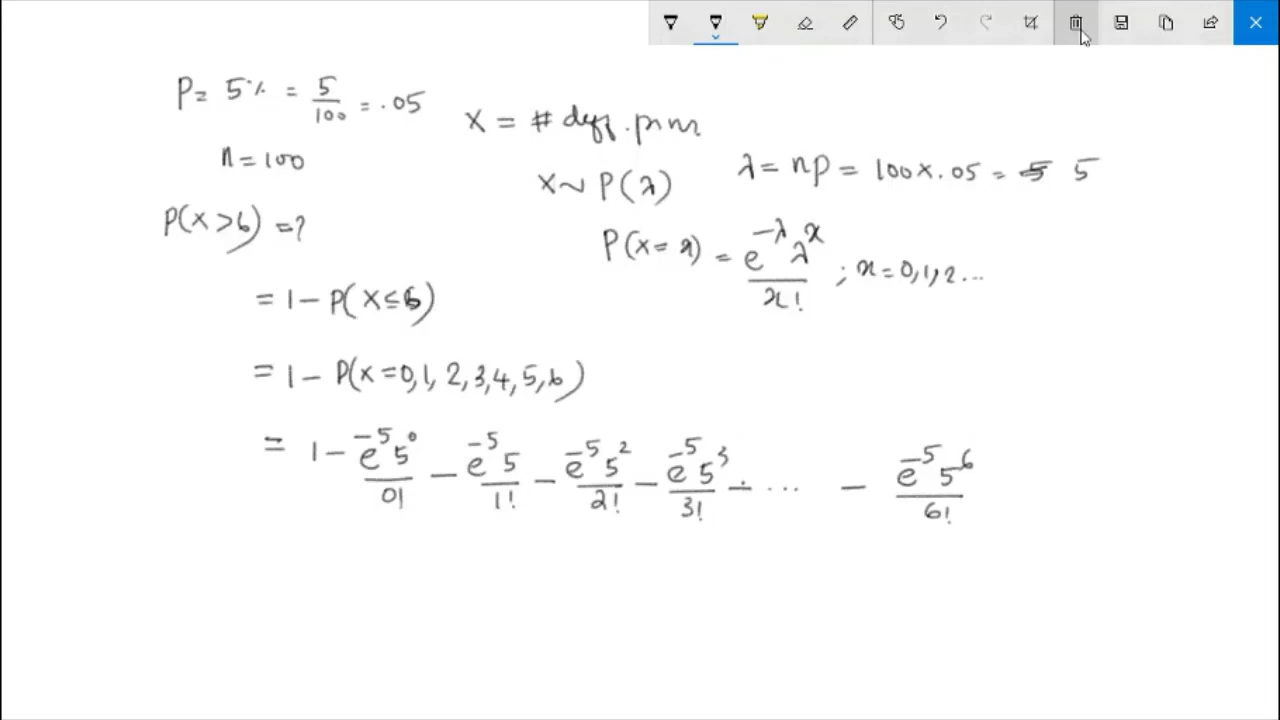 P = 5% = 5/100 = .05
n = 100
P(X>6) = ?
X = #
X ~ P(λ)
λ = np = 100 x .05 = 5 5
P(X = x) = e^-λ λ^x / x! ; x = 0, 1, 2 ...
= 1 - P(X ≤ 6)
= 1 - P(X = 0, 1, 2, 3, 4, 5, 6)
= 1 - e^-5 5^0 / 0! - e^-5 5 / 1! - e^-5 5^2 / 2! - e^-5 5^3 / 3! - ... - e^-5 5^6 / 6!